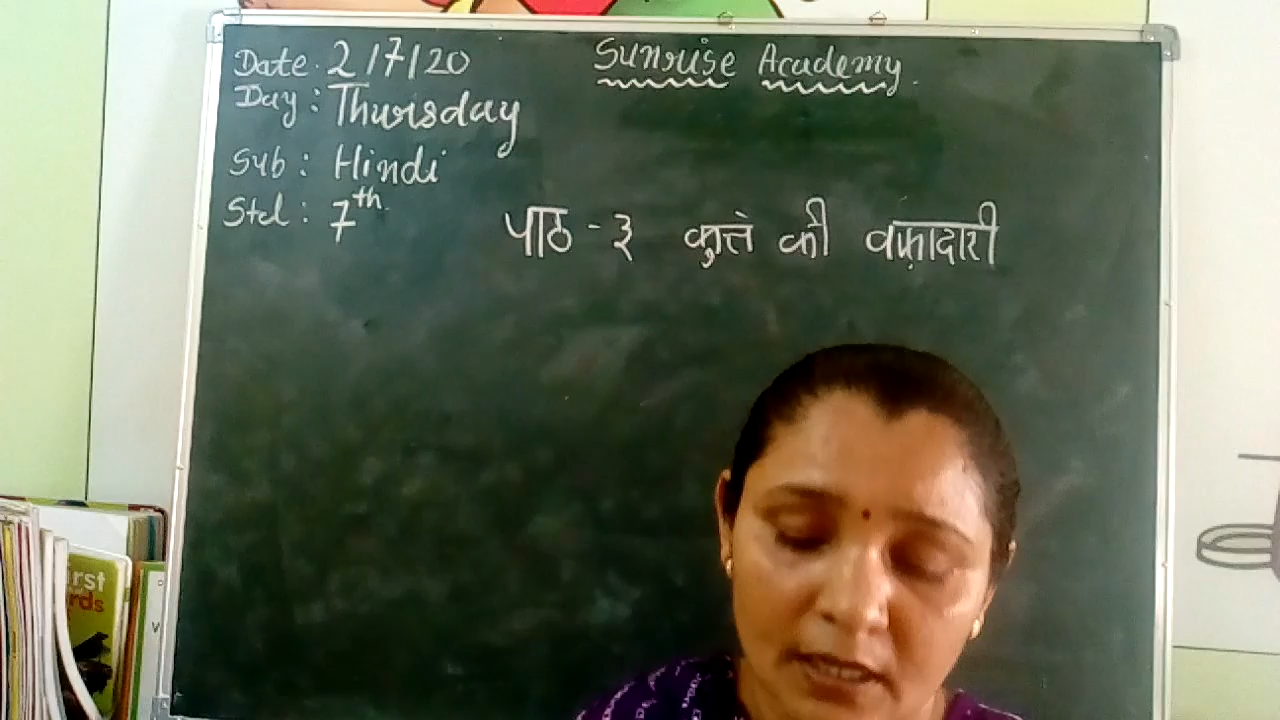 Date. 2/7/20
Sunrise Academy.
Day : Thursday
Sub : Hindi
Std : 7th
पाठ - ३ कुत्ते की वफ़ादारी